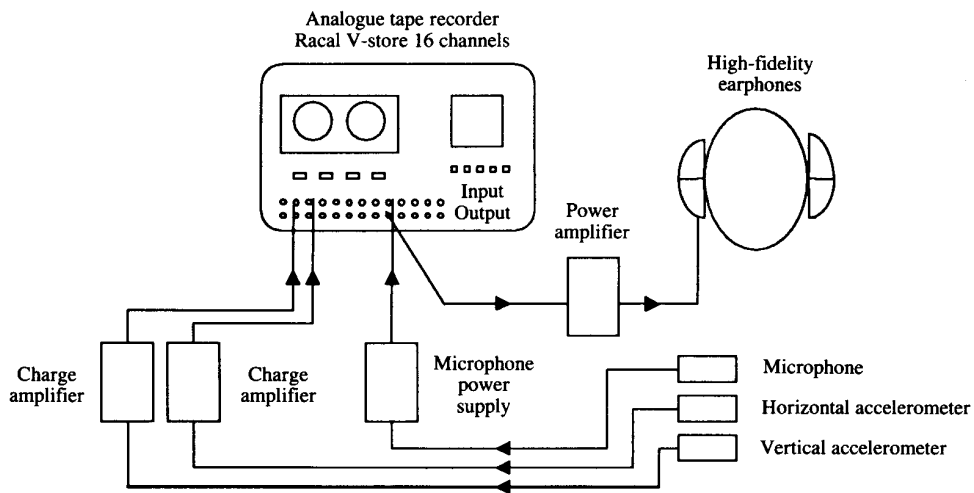 Analogue tape recorder
Racal V-store 16 channels
High-fidelity
earphones
Input
Output
Power
amplifier
Charge
amplifier
Charge
amplifier
Microphone
power
supply
Microphone
Horizontal accelerometer
Vertical accelerometer